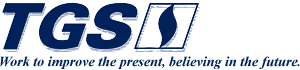 TGS
Work to improve the present, believing in the future.